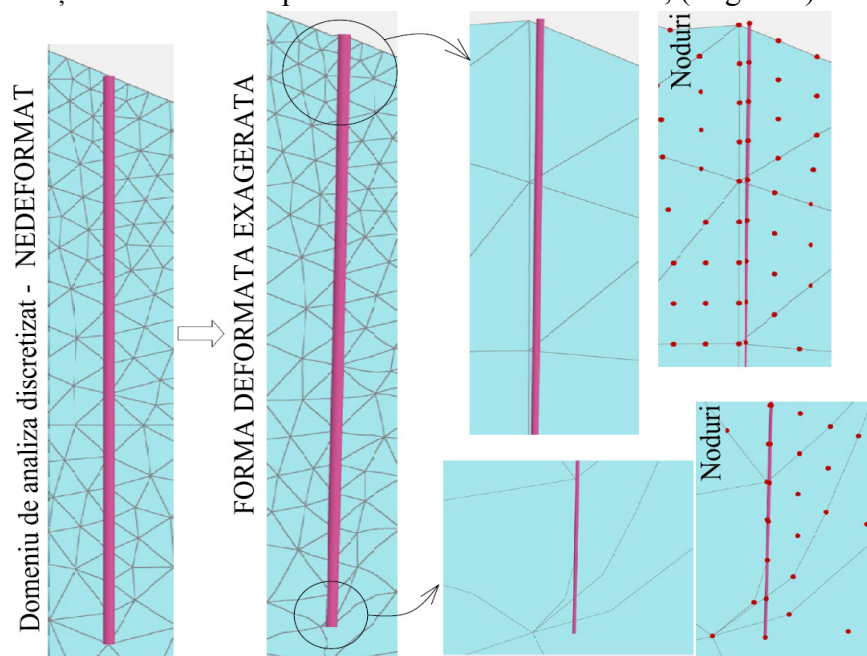 Domeniu de analiza discretizat - NEDEFORMAT
FORMA DEFORMATA EXAGERATA
Noduri
Noduri